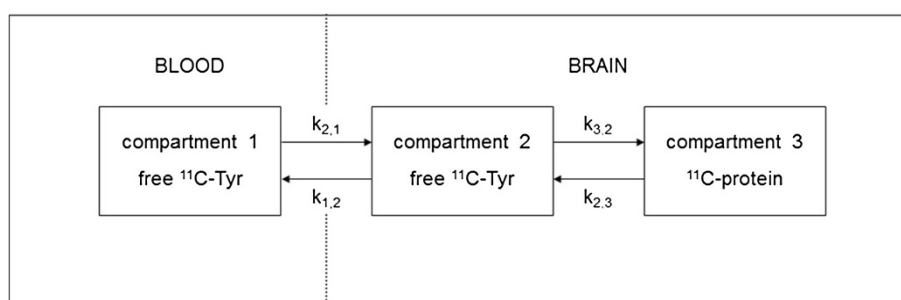 BLOOD
BRAIN
compartment 1
free ¹¹C-Tyr
k₂,₁
k₁,₂
compartment 2
free ¹¹C-Tyr
k₃.₂
k₂,₃
compartment 3
¹¹C-protein